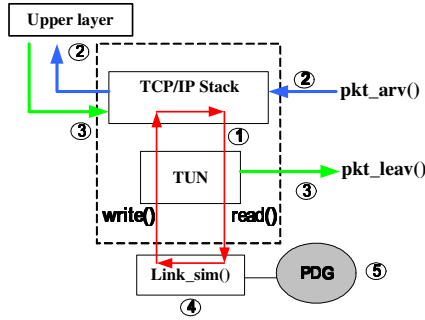 Upper layer
②
TCP/IP Stack
②
pkt_arv()
③
①
TUN
pkt_leav()
③
write()
read()
Link_sim()
PDG
⑤
④